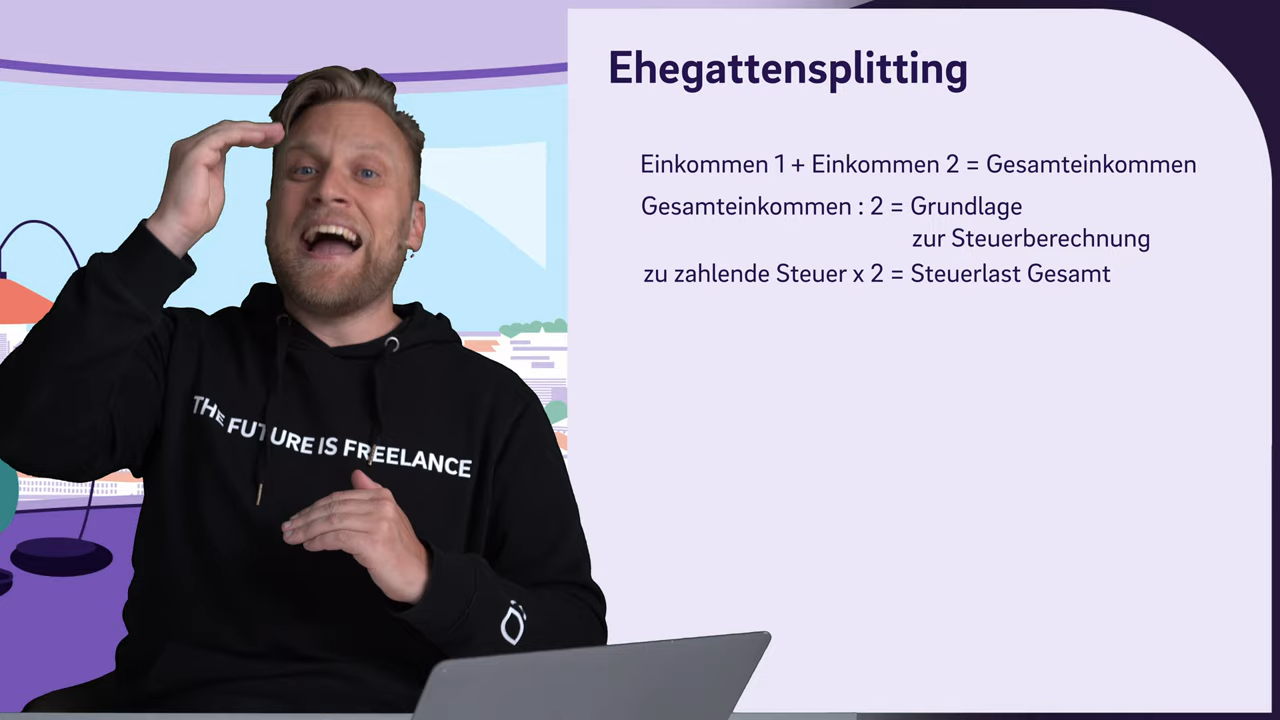 Ehegattensplitting
Einkommen 1 + Einkommen 2 = Gesamteinkommen
Gesamteinkommen : 2 = Grundlage
zur Steuerberechnung
zu zahlende Steuer x 2 = Steuerlast Gesamt
THE FUTURE IS FREELANCE